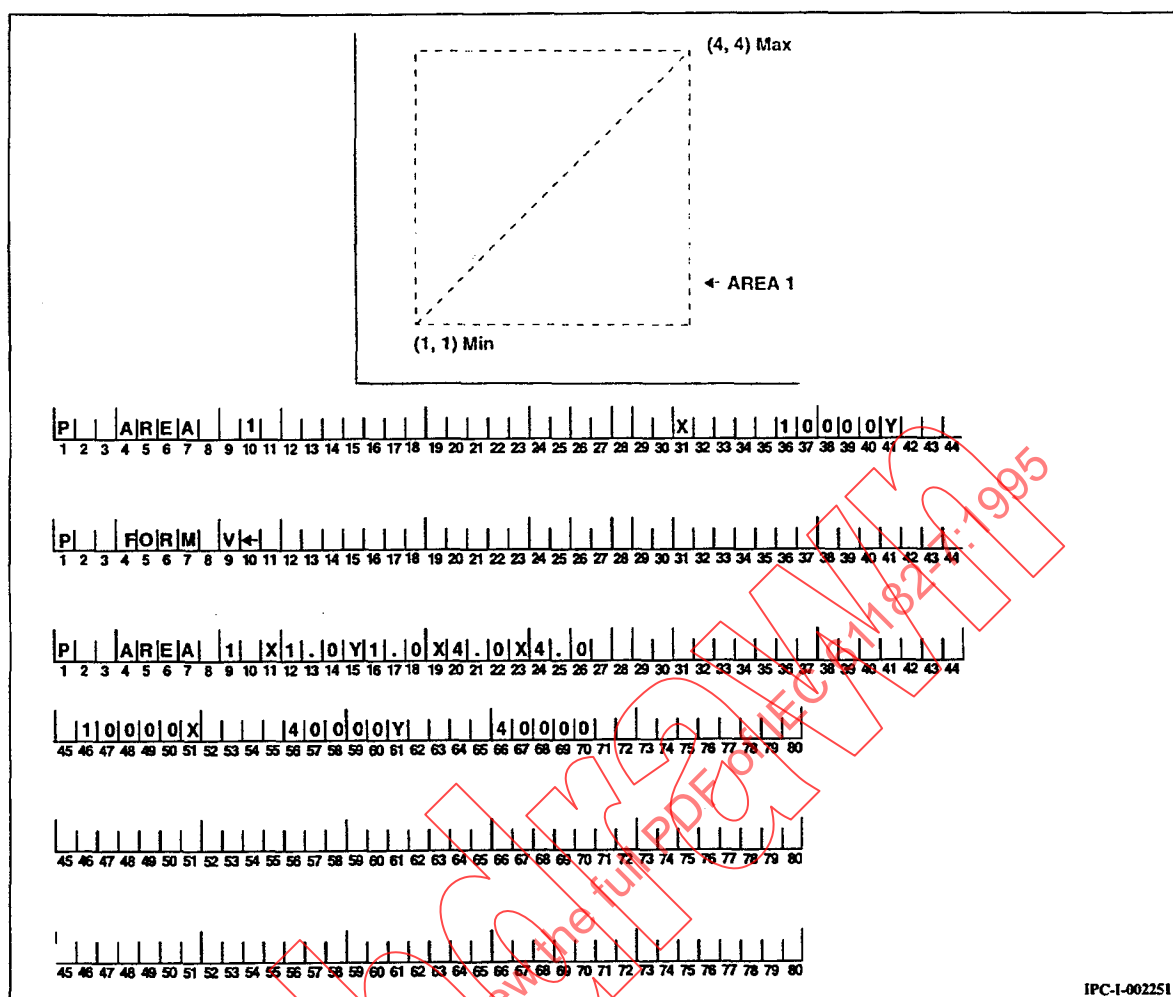 (4, 4) Max
AREA 1
(1, 1) Min
P AREA 1 X 10000Y
1 2 3 4 5 6 7 8 9 10 11 12 13 14 15 16 17 18 19 20 21 22 23 24 25 26 27 28 29 30 31 32 33 34 35 36 37 38 39 40 41 42 43 44
P FORM V←
1 2 3 4 5 6 7 8 9 10 11 12 13 14 15 16 17 18 19 20 21 22 23 24 25 26 27 28 29 30 31 32 33 34 35 36 37 38 39 40 41 42 43 44
P AREA 1 X1.0Y1.0X4.0X4.0
1 2 3 4 5 6 7 8 9 10 11 12 13 14 15 16 17 18 19 20 21 22 23 24 25 26 27 28 29 30 31 32 33 34 35 36 37 38 39 40 41 42 43 44
10000X 40000Y 40000
45 46 47 48 49 50 51 52 53 54 55 56 57 58 59 60 61 62 63 64 65 66 67 68 69 70 71 72 73 74 75 76 77 78 79 80
45 46 47 48 49 50 51 52 53 54 55 56 57 58 59 60 61 62 63 64 65 66 67 68 69 70 71 72 73 74 75 76 77 78 79 80
45 46 47 48 49 50 51 52 53 54 55 56 57 58 59 60 61 62 63 64 65 66 67 68 69 70 71 72 73 74 75 76 77 78 79 80
IPC-I-002251
hdrawn
ew the full PDF of IEC 61182-7:1995